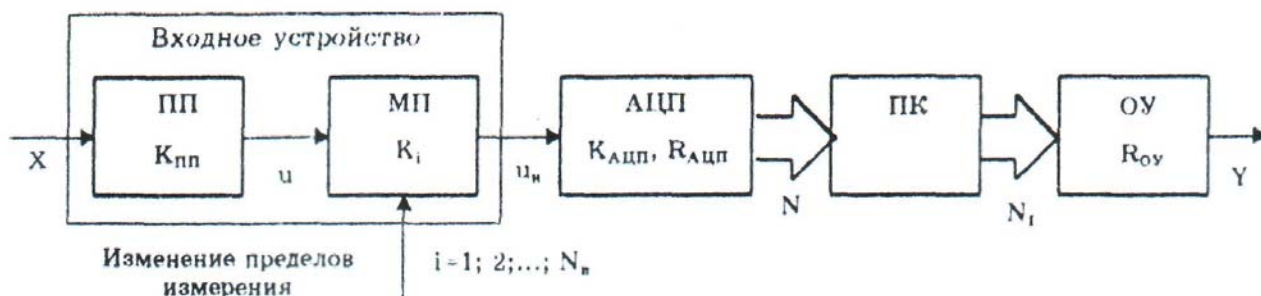 Входное устройство
ПП
МП
АЦП
ПК
ОУ
Kпп
Ki
KАЦП, RАЦП
RОУ
X
u
uн
N
N1
Y
Изменение пределов
измерения
i=1; 2;...; Nп